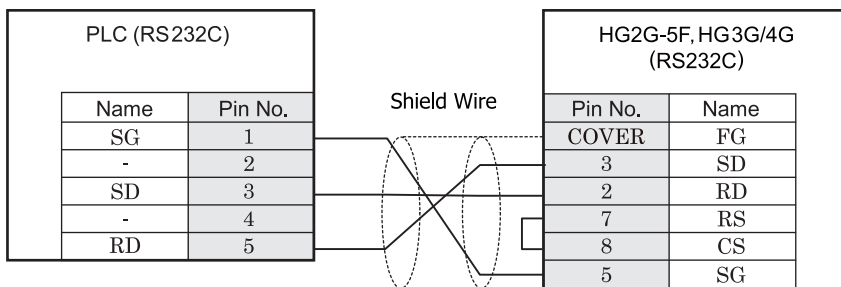 PLC (RS232C)
Name Pin No.
SG 1
- 2
SD 3
- 4
RD 5
Shield Wire
HG2G-5F, HG3G/4G
(RS232C)
Pin No. Name
COVER FG
3 SD
2 RD
7 RS
8 CS
5 SG